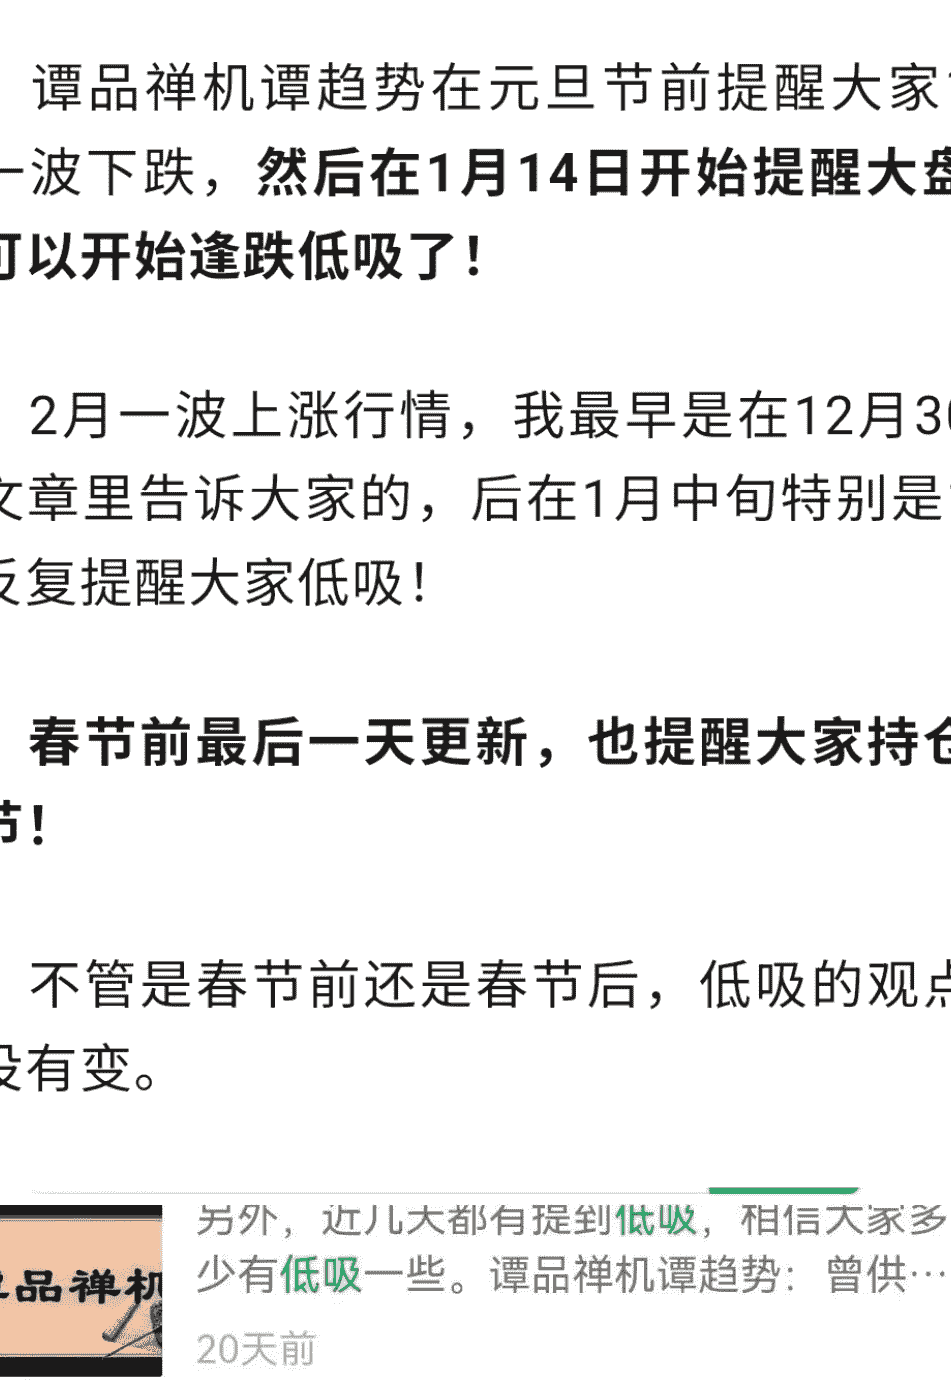 谭品禅机谭趋势在元旦节前提醒大家
一波下跌，然后在1月14日开始提醒大盘
可以开始逢跌低吸了！
2月一波上涨行情，我最早是在12月30
文章里告诉大家的，后在1月中旬特别是
反复提醒大家低吸！
春节前最后一天更新，也提醒大家持仓
节！
不管是春节前还是春节后，低吸的观点
没有变。
另外，近几天都有提到低吸，相信大家多
少有低吸一些。谭品禅机谭趋势：曾供…
品禅机
20天前